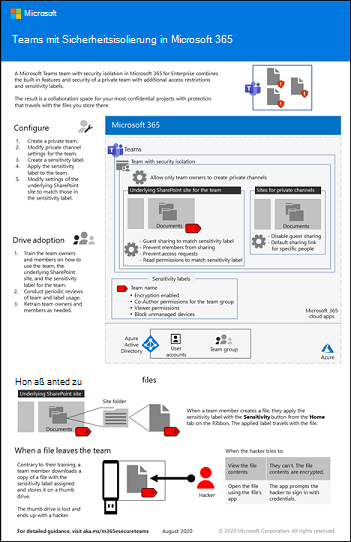 Microsoft
Teams mit Sicherheitsisolierung in Microsoft 365
A Microsoft Teams team with security isolation in Microsoft 365 for Enterprise combines
the built-in features and security of a private team with additional access restrictions
and sensitivity labels.
The result is a collaboration space for your most confidential projects with protection
that travels with the files you store there.
Configure
1. Create a private team.
2. Modify private channel
settings for the team.
3. Create a sensitivity label.
4. Apply the sensitivity
label to the team.
5. Modify settings of the
underlying SharePoint
site to match those in
the sensitivity label.
Drive adoption
1. Train the team owners
and members on how to
use the team, the
underlying SharePoint
site, and the sensitivity
label for the team.
2. Conduct periodic reviews
of team and label usage.
3. Retrain team owners and
members as needed.
Microsoft 365
Teams
Team with security isolation
Allow only team owners to create private channels
Underlying SharePoint site for the team
Documents
- Guest sharing to match sensitivity label
- Prevent members from sharing
- Prevent access requests
- Read permissions to match sensitivity label
Sites for private channels
Documents
- Disable guest sharing
- Default sharing link
for specific people
Sensitivity labels
Team name
• Encryption enabled
• Co-Author permissions for the team group
• Viewer permissions
• Block unmanaged devices
Microsoft 365
cloud apps
Azure
Active
Directory
User
accounts
Team group
Azure
Hon aß anted zu files
Underlying SharePoint site
Documents
Site folder
When a team member creates a file, they apply the
sensitivity label with the Sensitivity button from the Home
tab on the Ribbon. The applied label travels with the file.
When a file leaves the team
Contrary to their training, a
team member downloads a
copy of a file with the
sensitivity label assigned
and stores it on a thumb
drive.
The thumb drive is lost and
ends up with a hacker.
Hacker
When the hacker tries to:
View the file
contents
They can't. The file
contents are encrypted.
Open the file
using the file's
app
The app prompts the
hacker to sign in with
credentials.
For detailed guidance, visit aka.ms/m365esecureteams
August 2020
© 2020 Microsoft Corporation. All rights reserved.